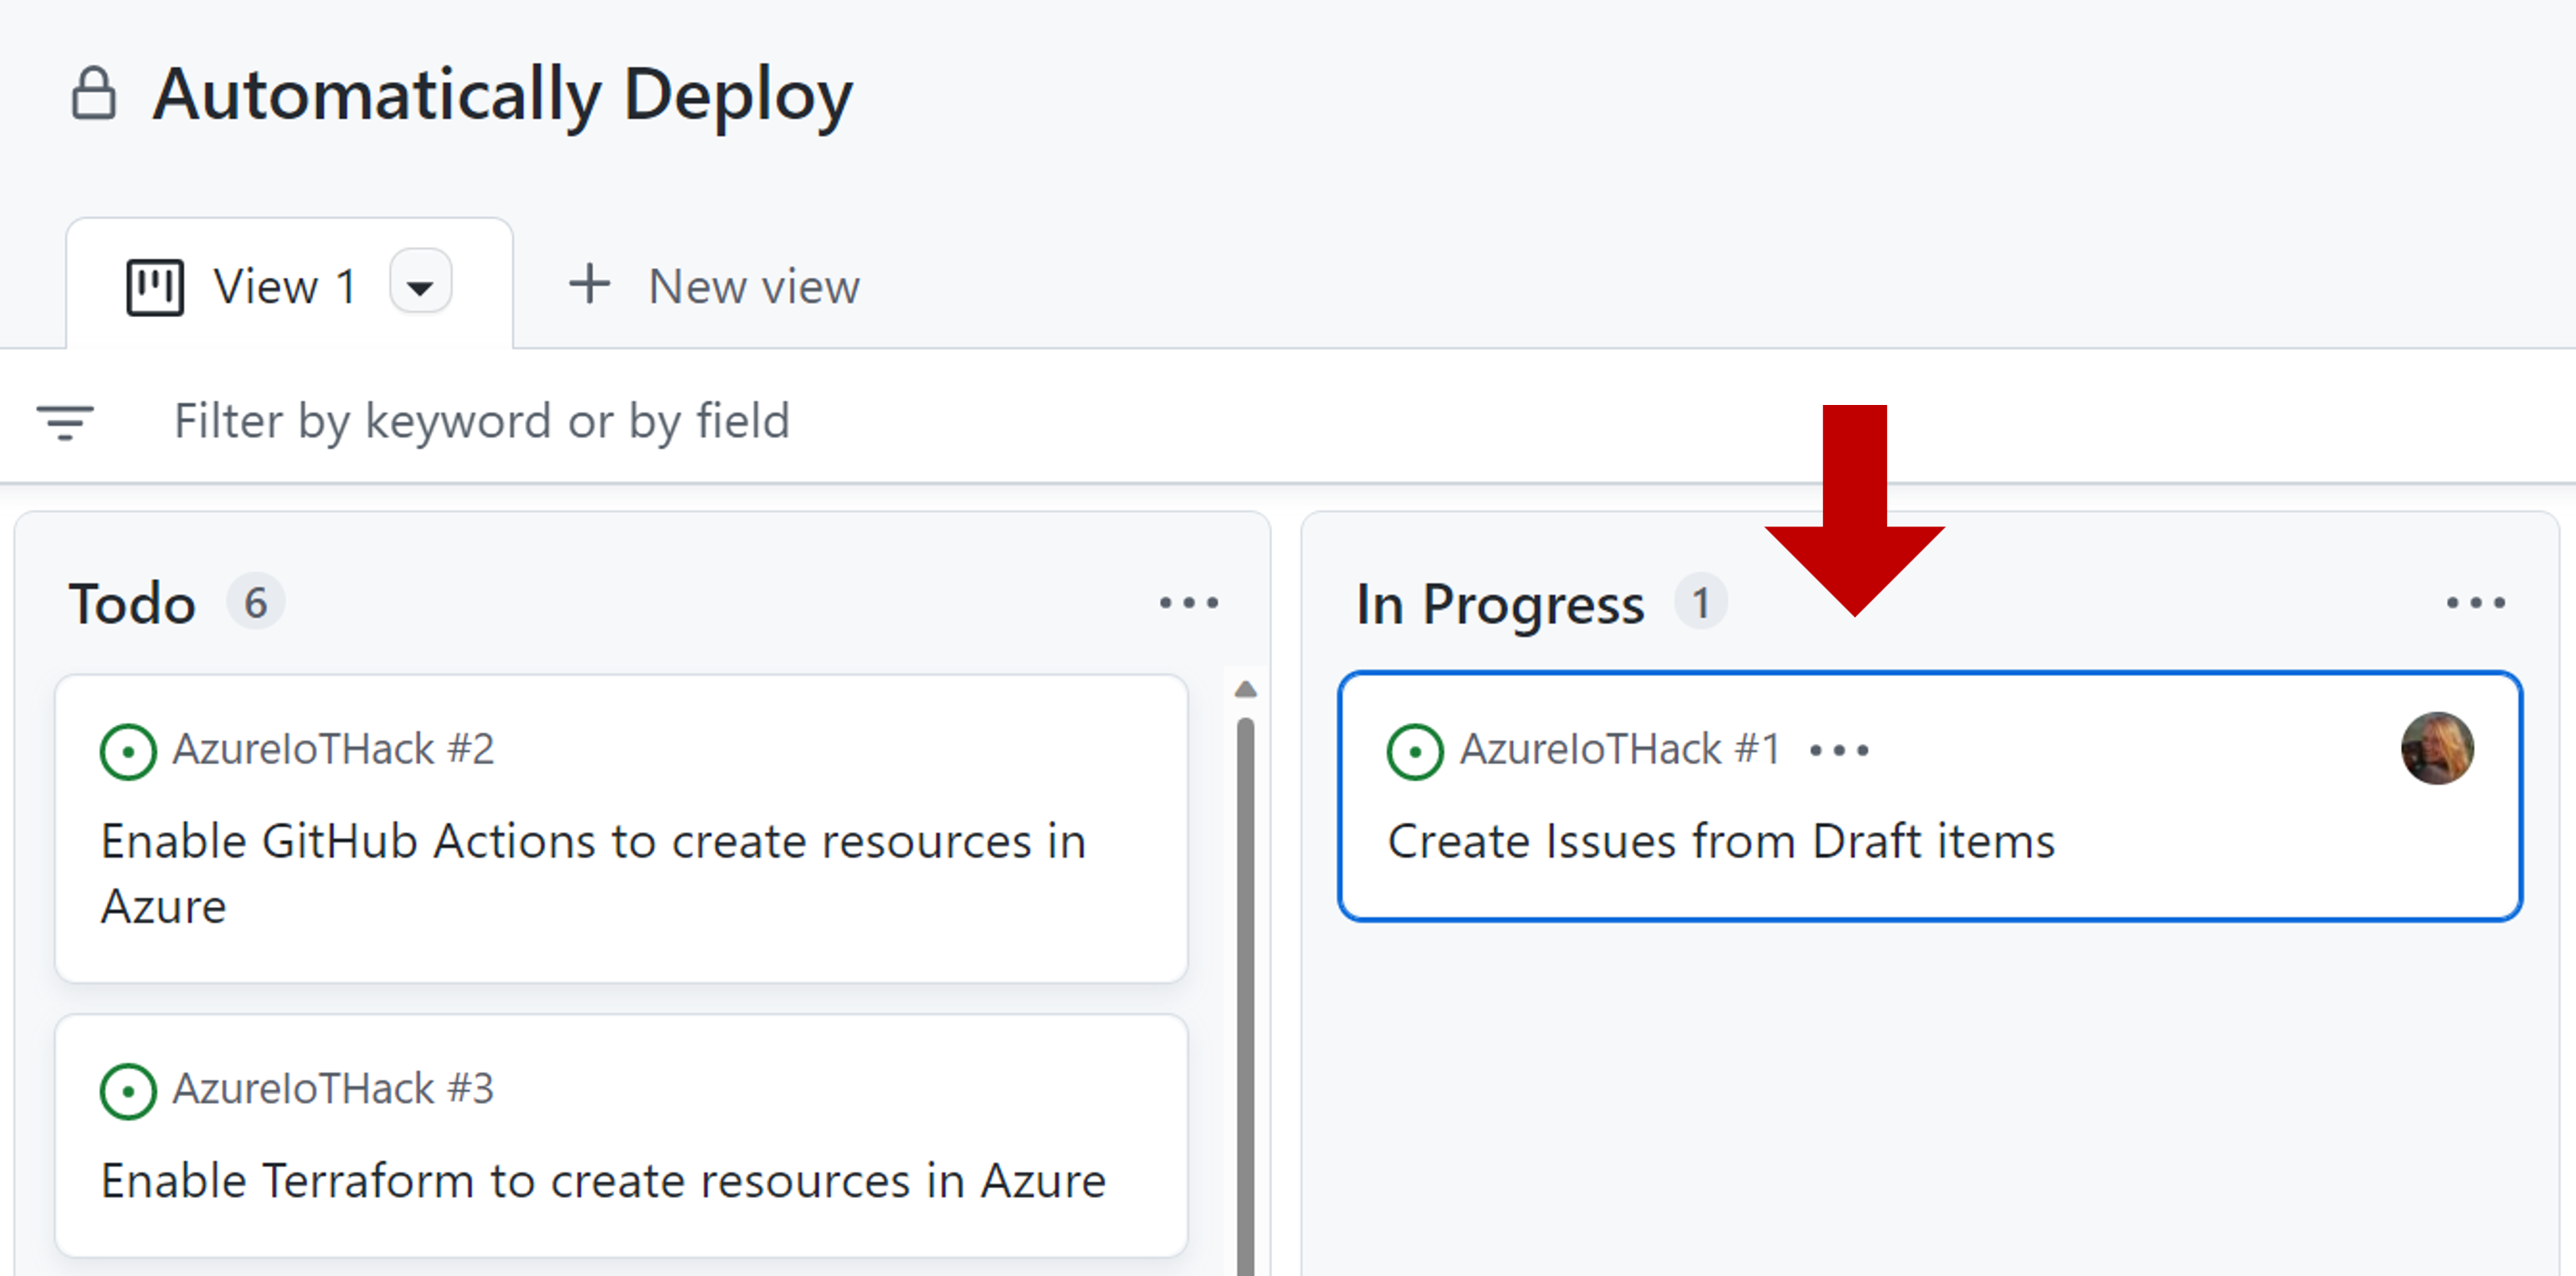 Automatically Deploy
View 1
New view
Filter by keyword or by field
Todo 6
AzureIoTHack #2
Enable GitHub Actions to create resources in
Azure
AzureIoTHack #3
Enable Terraform to create resources in Azure
In Progress 1
AzureIoTHack #1
Create Issues from Draft items